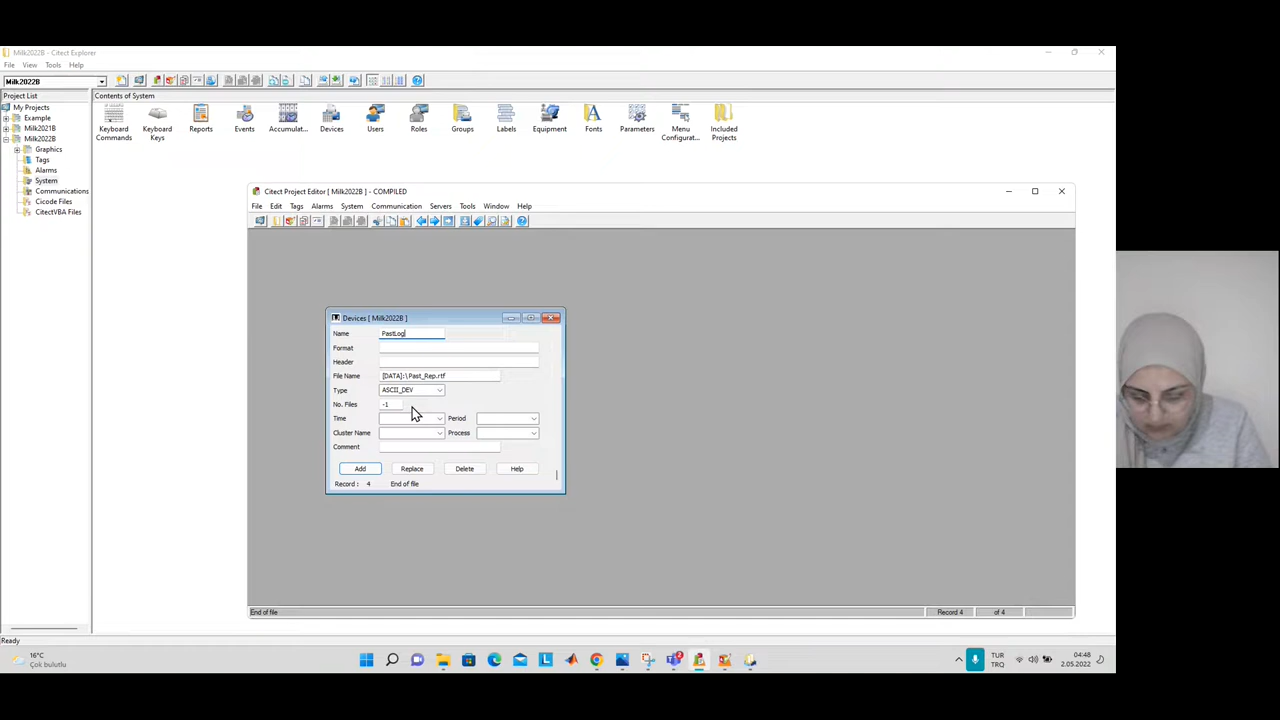 Milk2022B - Citect Explorer
File View Tools Help
Milk2022B
Project List
Contents of System
My Projects
Example
Milk2021B
Milk2022B
Graphics
Tags
Alarms
System
Communications
Cicode Files
CitectVBA Files
Keyboard Commands
Keyboard Keys
Reports
Events
Accumulat...
Devices
Users
Roles
Groups
Labels
Equipment
Fonts
Parameters
Menu Configurat...
Included Projects
Citect Project Editor [ Milk2022B ] - COMPILED
File Edit Tags Alarms System Communication Servers Tools Window Help
Devices [ Milk2022B ]
Name PastLog
Format
Header
File Name [DATA]:\Past_Rep.rtf
Type ASCII_DEV
No. Files -1
Time Period
Cluster Name Process
Comment
Add Replace Delete Help
Record : 4 End of file
End of file Record 4 of 4
Ready
16°C
Çok bulutlu
TUR
TRQ
04:48
2.05.2022